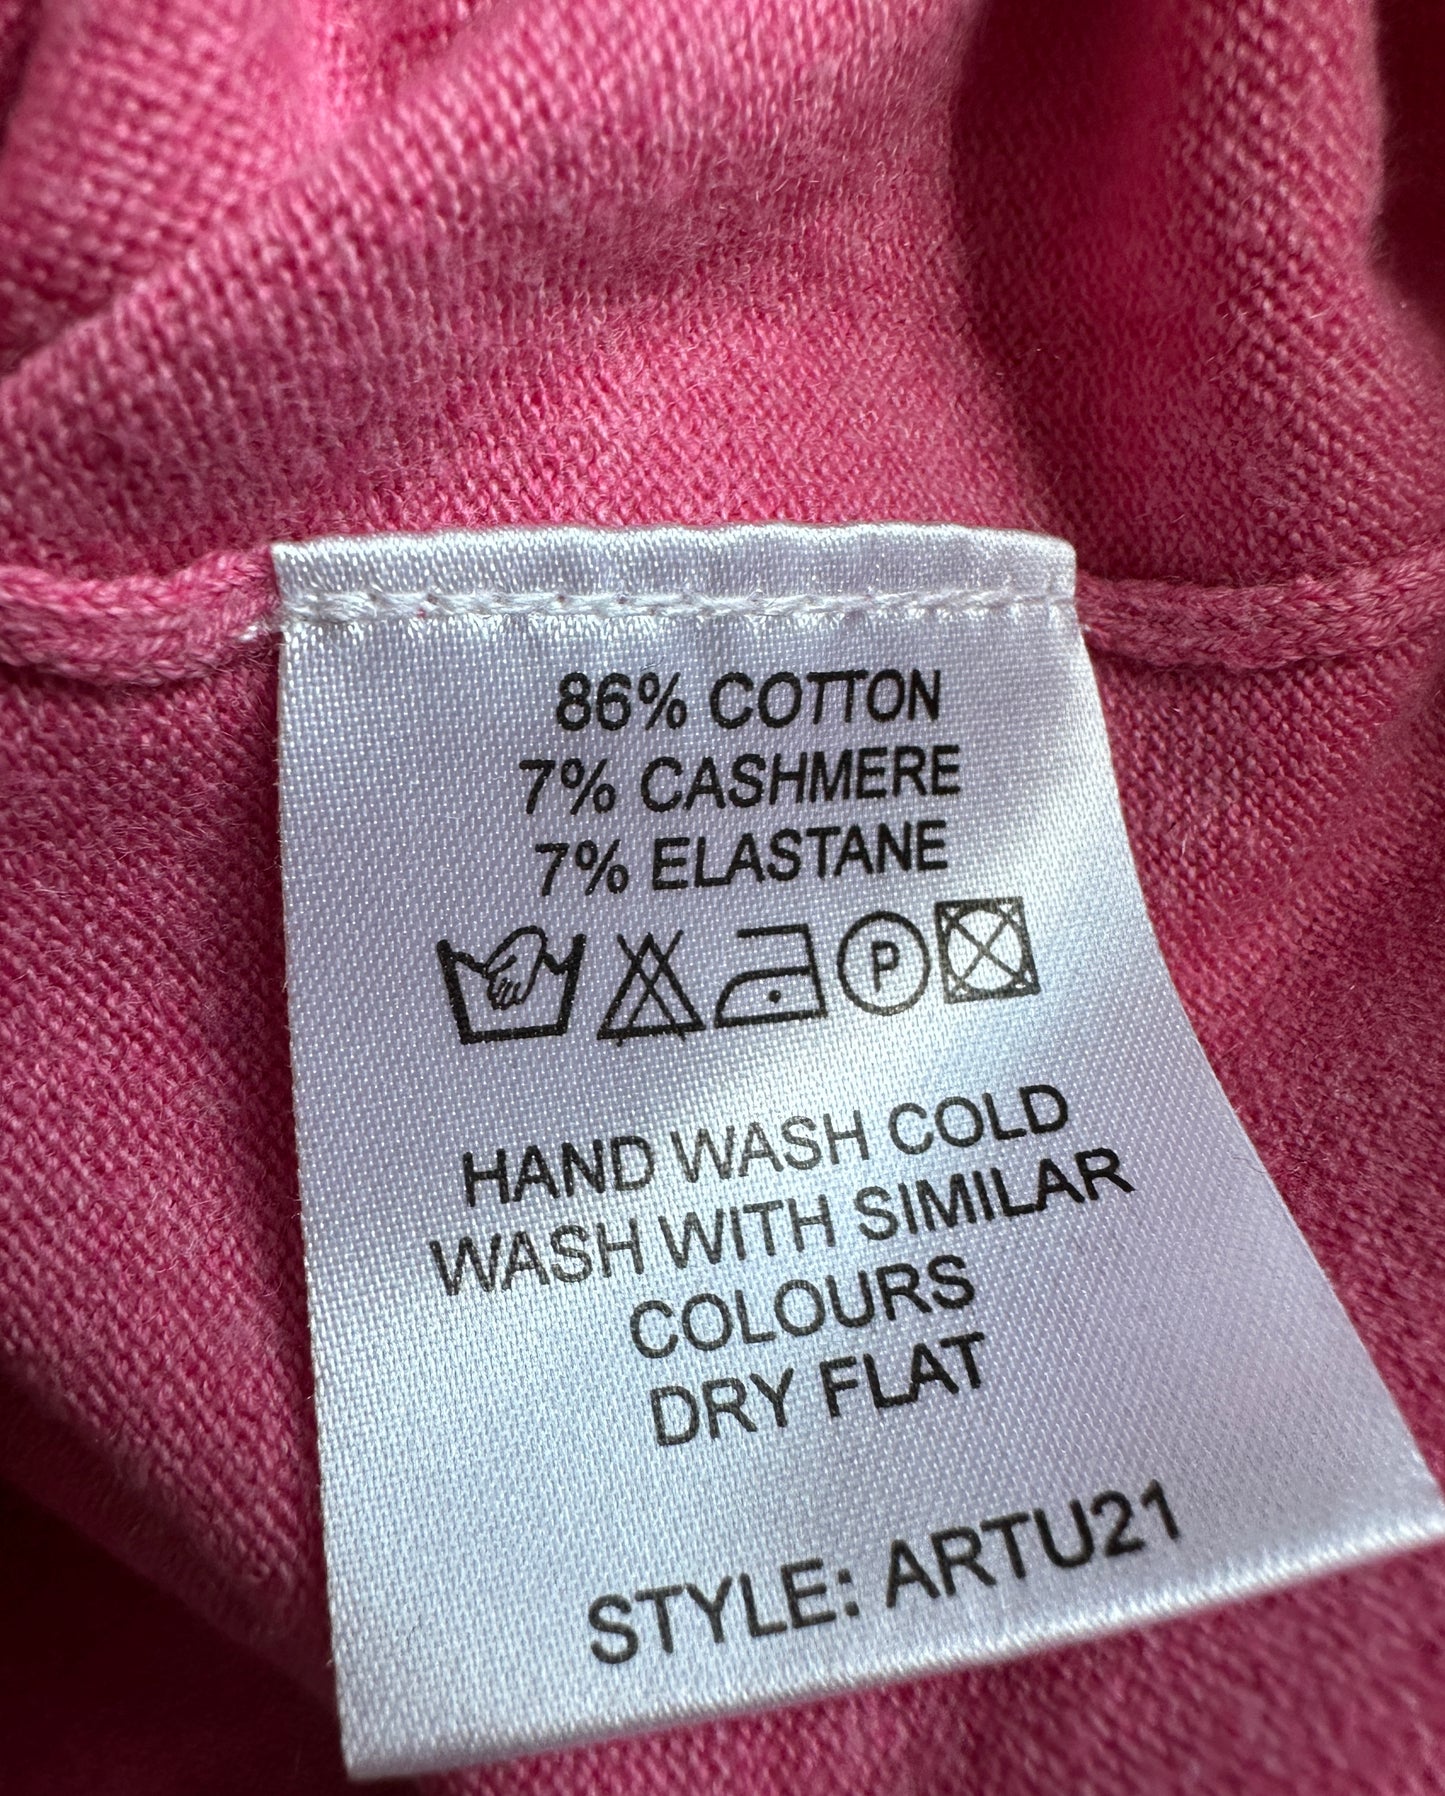 86% COTTON
7% CASHMERE
7% ELASTANE
P
HAND WASH COLD
WASH WITH SIMILAR
COLOURS
DRY FLAT
STYLE: ARTU21